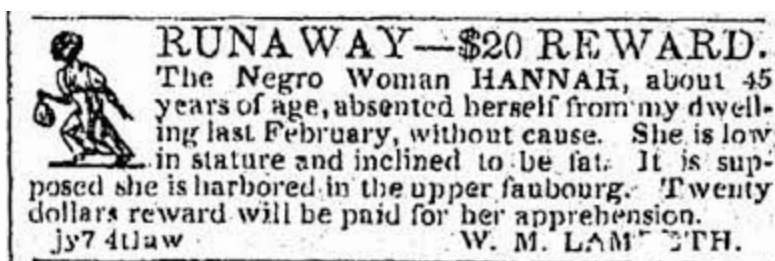 RUNAWAY—$20 REWARD.
The Negro Woman HANNAH, about 45
years of age, absented herself from my dwell-
ing last February, without cause. She is low
in stature and inclined to be fat. It is sup-
posed she is harbored in the upper faubourg. Twenty
dollars reward will be paid for her apprehension.
jy7 4tlaw W. M.